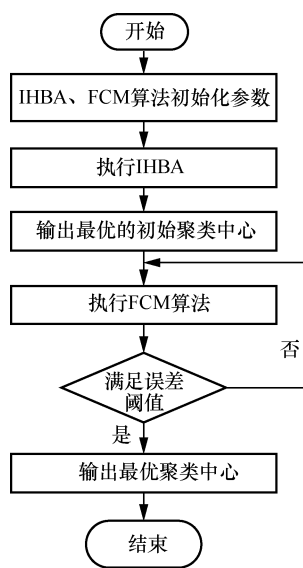 开始
IHBA、FCM算法初始化参数
执行IHBA
输出最优的初始聚类中心
执行FCM算法
否
满足误差
阈值
是
输出最优聚类中心
结束